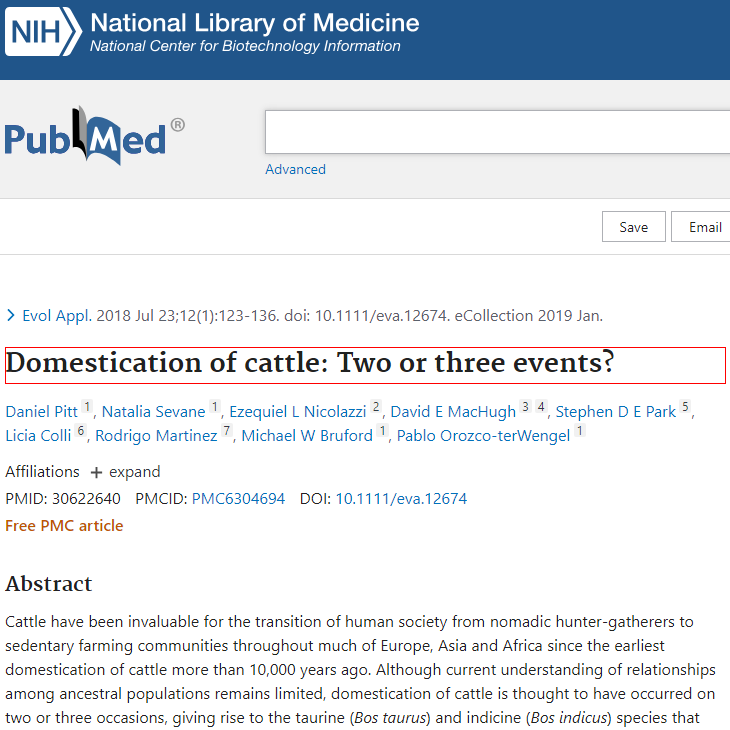 NIH National Library of Medicine
National Center for Biotechnology Information
PubMed®
Advanced
Save Email
Evol Appl. 2018 Jul 23;12(1):123-136. doi: 10.1111/eva.12674. eCollection 2019 Jan.
Domestication of cattle: Two or three events?
Daniel Pitt 1, Natalia Sevane 1, Ezequiel L Nicolazzi 2, David E MacHugh 3 4, Stephen D E Park 5,
Licia Colli 6, Rodrigo Martinez 7, Michael W Bruford 1, Pablo Orozco-terWengel 1
Affiliations + expand
PMID: 30622640 PMCID: PMC6304694 DOI: 10.1111/eva.12674
Free PMC article
Abstract
Cattle have been invaluable for the transition of human society from nomadic hunter-gatherers to
sedentary farming communities throughout much of Europe, Asia and Africa since the earliest
domestication of cattle more than 10,000 years ago. Although current understanding of relationships
among ancestral populations remains limited, domestication of cattle is thought to have occurred on
two or three occasions, giving rise to the taurine (Bos taurus) and indicine (Bos indicus) species that